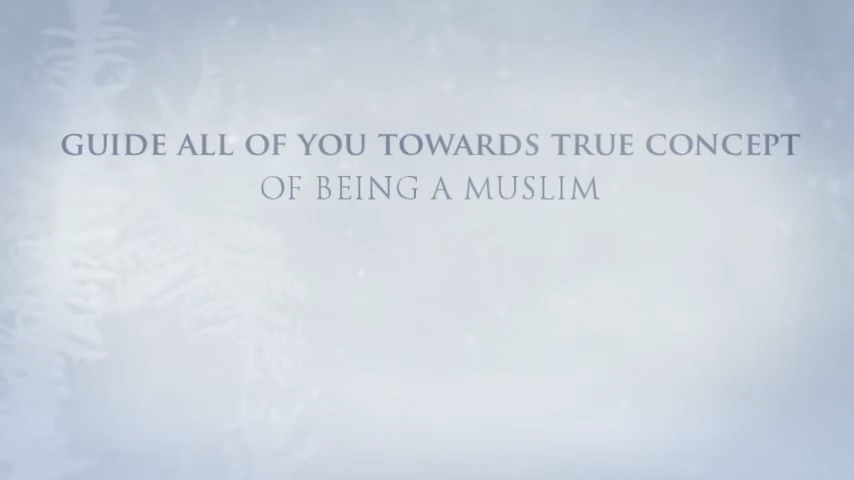 GUIDE ALL OF YOU TOWARDS TRUE CONCEPT
OF BEING A MUSLIM